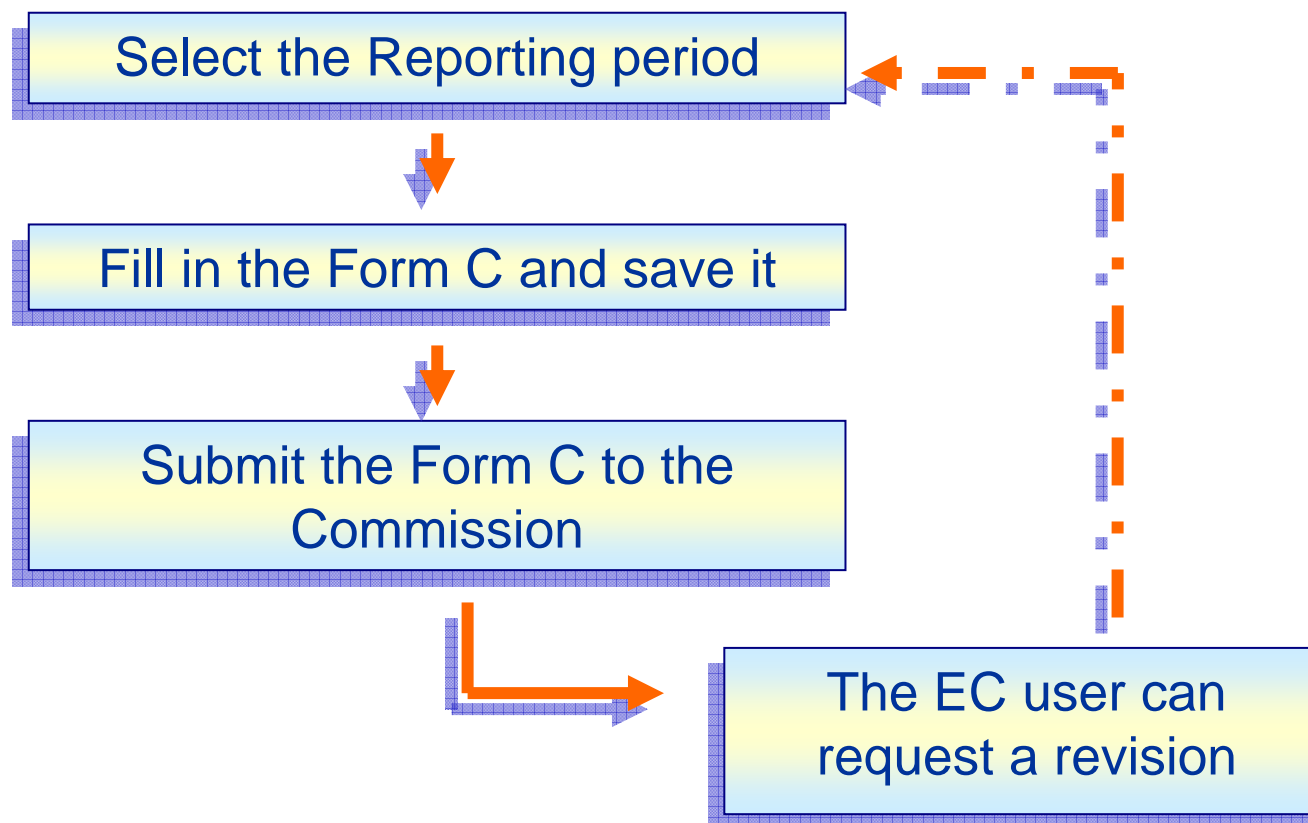 Select the Reporting period
Fill in the Form C and save it
Submit the Form C to the
Commission
The EC user can
request a revision